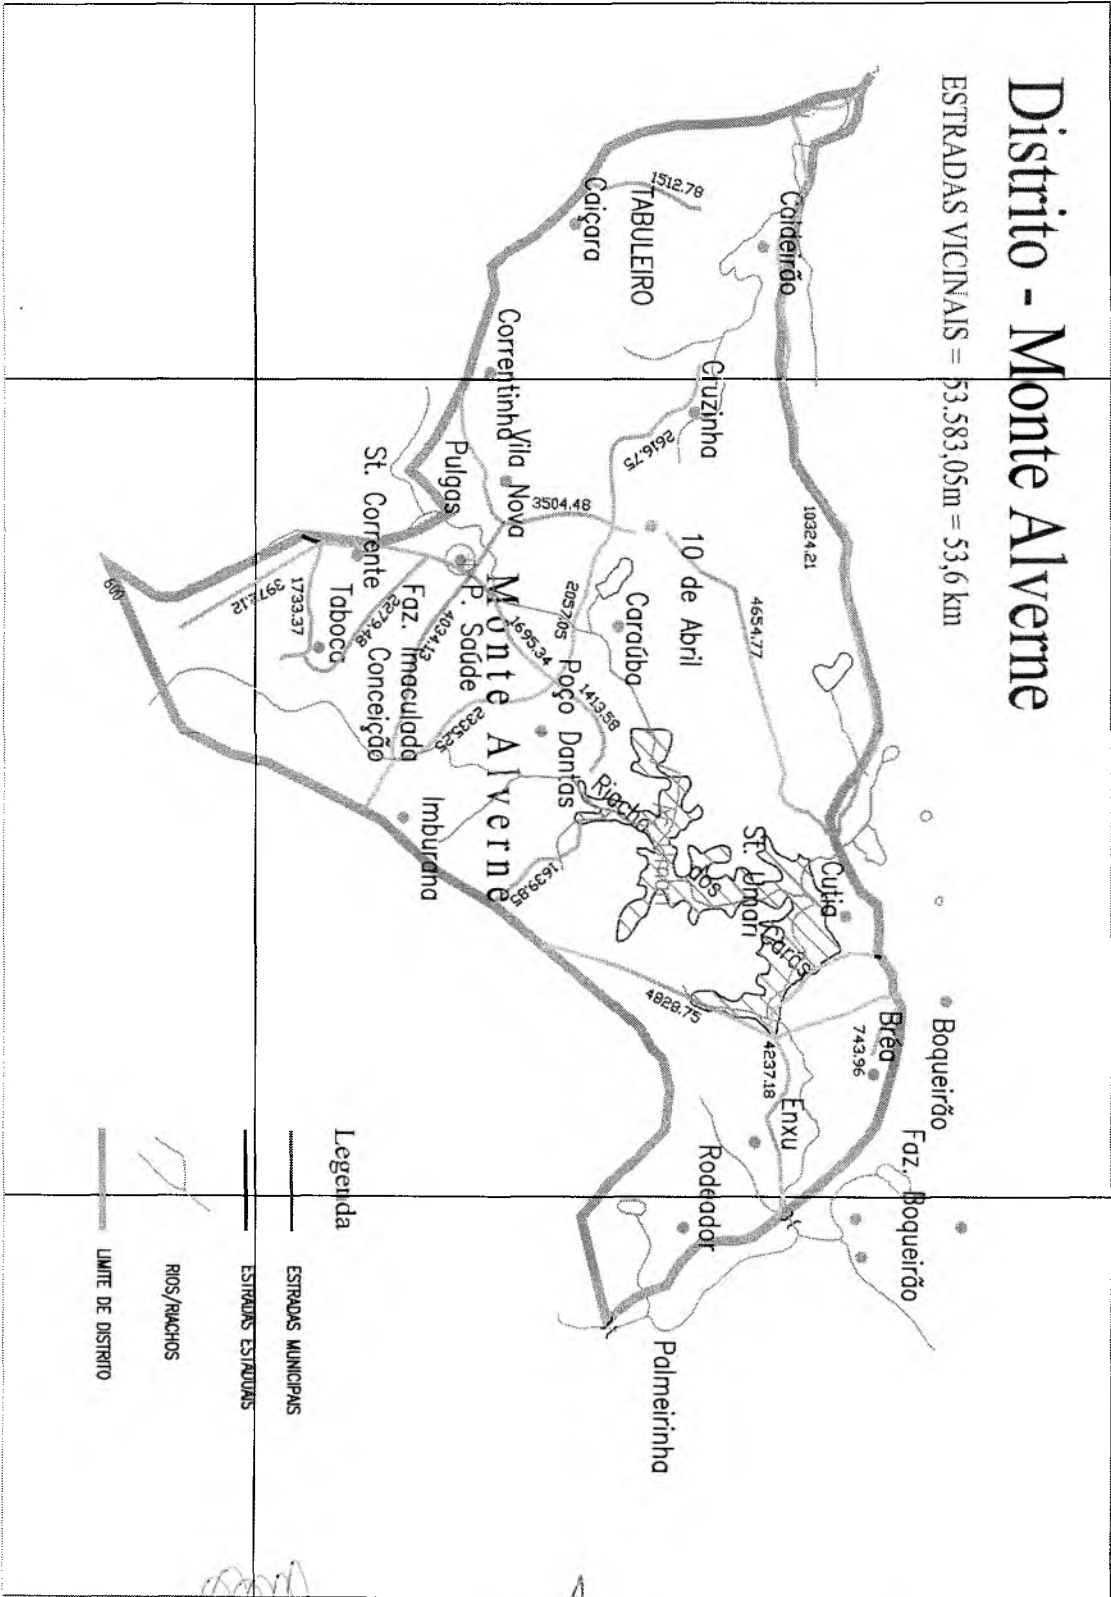 Distrito - Monte Alverne
ESTRADAS VICINAIS = 53.583,05m = 53,6 km
Caldeirão
TABULEIRO
1512.78
Caiçara
Cruzinha
2616.75
Correntinha
Vila Nova
Pulgas
St. Corrente
3504.48
10 de Abril
10324.21
4654.77
Caraúba
2057.05
Monte Alverne
P. Saúde
1695.34
1413.58
Poço Dantas
4034.13
Faz. Imaculada
Conceição
2279.48
Taboca
1733.37
3972.12
600
2335.25
Imburana
1639.85
Riacho
dos
Carás
St. Umari
Cutia
4828.75
4237.18
Bréa
743.96
Boqueirão
Enxu
Rodeador
Faz. Boqueirão
Palmeirinha
Legenda
ESTRADAS MUNICIPAIS
ESTRADAS ESTADUAIS
RIOS/RIACHOS
LIMITE DE DISTRITO